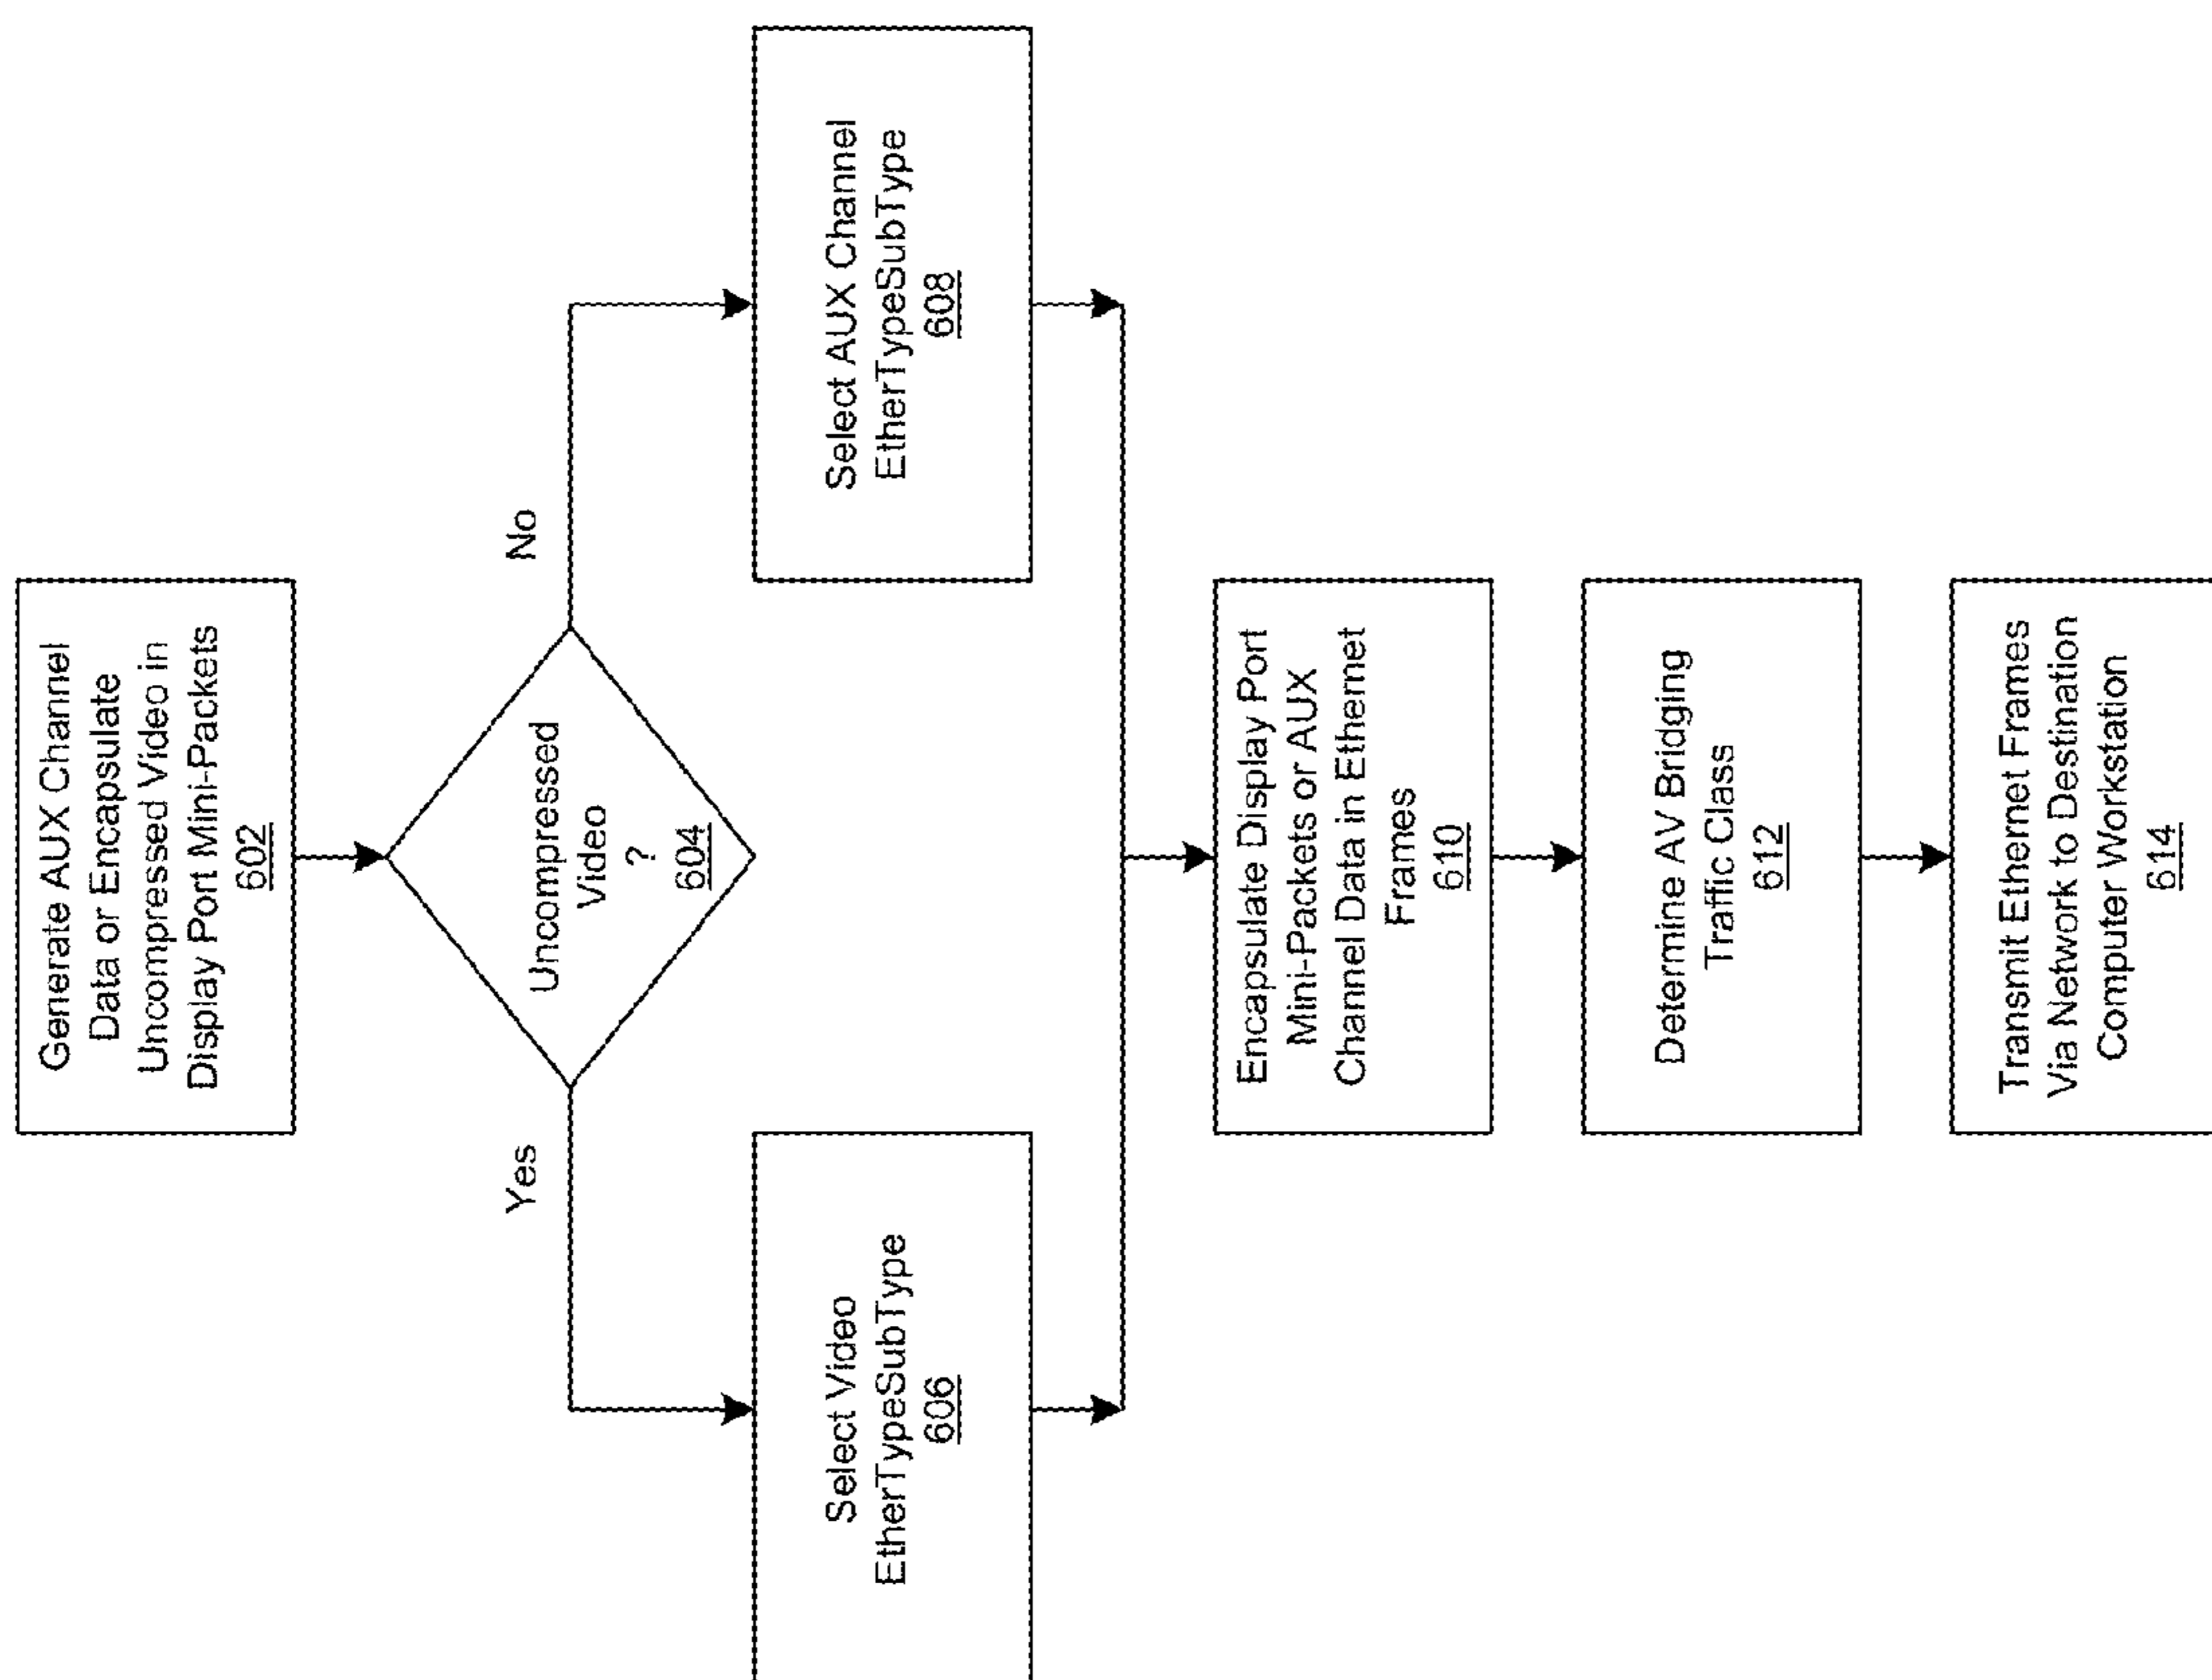 Generate AUX Channel
Data or Encapsulate
Uncompressed Video in
Display Port Mini-Packets
602
Uncompressed
Video
?
604
Yes
No
Select Video
EtherTypeSubType
606
Select AUX Channel
EtherTypeSubType
608
Encapsulate Display Port
Mini-Packets or AUX
Channel Data in Ethernet
Frames
610
Determine AV Bridging
Traffic Class
612
Transmit Ethernet Frames
Via Network to Destination
Computer Workstation
614